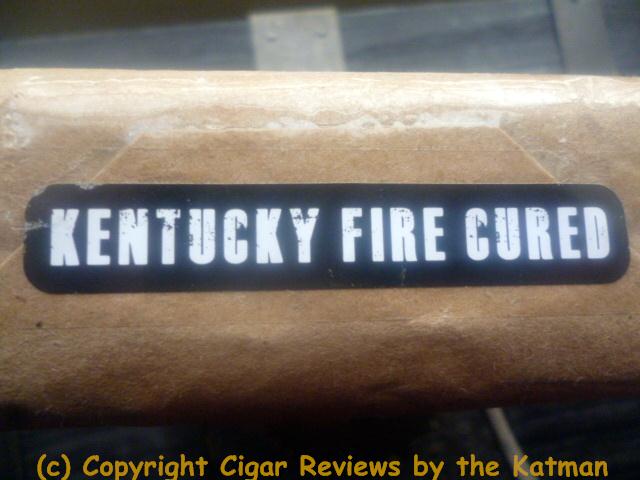 KENTUCKY FIRE CURED
(c) Copyright Cigar Reviews by the Katman